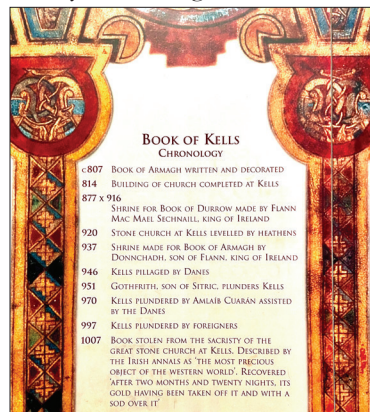 BOOK OF KELLS
CHRONOLOGY
c807 BOOK OF ARMAGH WRITTEN AND DECORATED
814 BUILDING OF CHURCH COMPLETED AT KELLS
877 x 916
SHRINE FOR BOOK OF DURROW MADE BY FLANN
MAC MAEL SECHNAILL, KING OF IRELAND
920 STONE CHURCH AT KELLS LEVELLED BY HEATHENS
937 SHRINE MADE FOR BOOK OF ARMAGH BY
DONNCHADH, SON OF FLANN, KING OF IRELAND
946 KELLS PILLAGED BY DANES
951 GOTHFRITH, SON OF SITRIC, PLUNDERS KELLS
970 KELLS PLUNDERED BY AMLAÍB CUARÁN ASSISTED
BY THE DANES
997 KELLS PLUNDERED BY FOREIGNERS
1007 BOOK STOLEN FROM THE SACRISTY OF THE
GREAT STONE CHURCH AT KELLS. DESCRIBED BY
THE IRISH ANNALS AS 'THE MOST PRECIOUS
OBJECT OF THE WESTERN WORLD'. RECOVERED
'AFTER TWO MONTHS AND TWENTY NIGHTS, ITS
GOLD HAVING BEEN TAKEN OFF IT AND WITH A
SOD OVER IT'